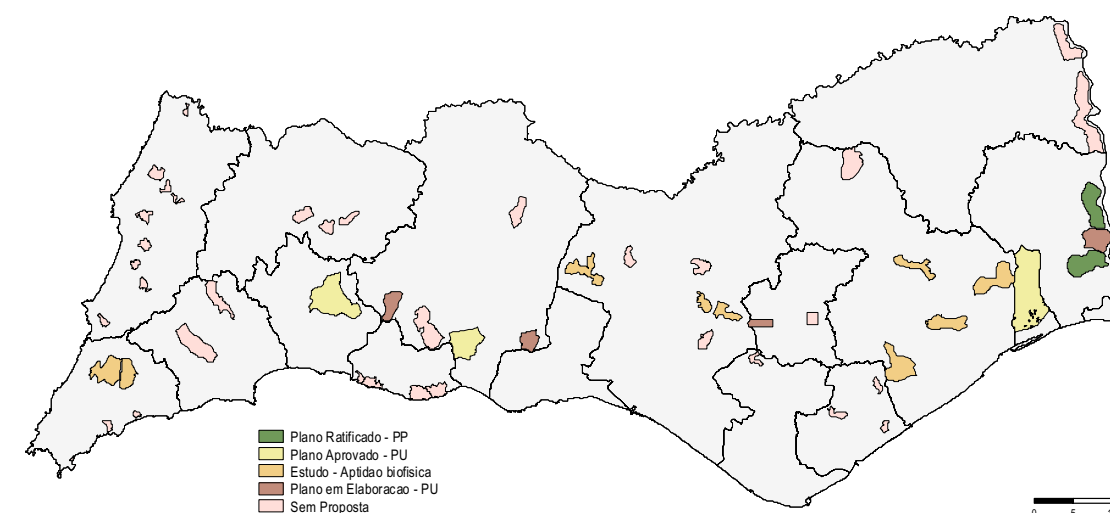 Plano Ratificado - PP
Plano Aprovado - PU
Estudo - Aptidao biofisica
Plano em Elaboracao - PU
Sem Proposta
0 5